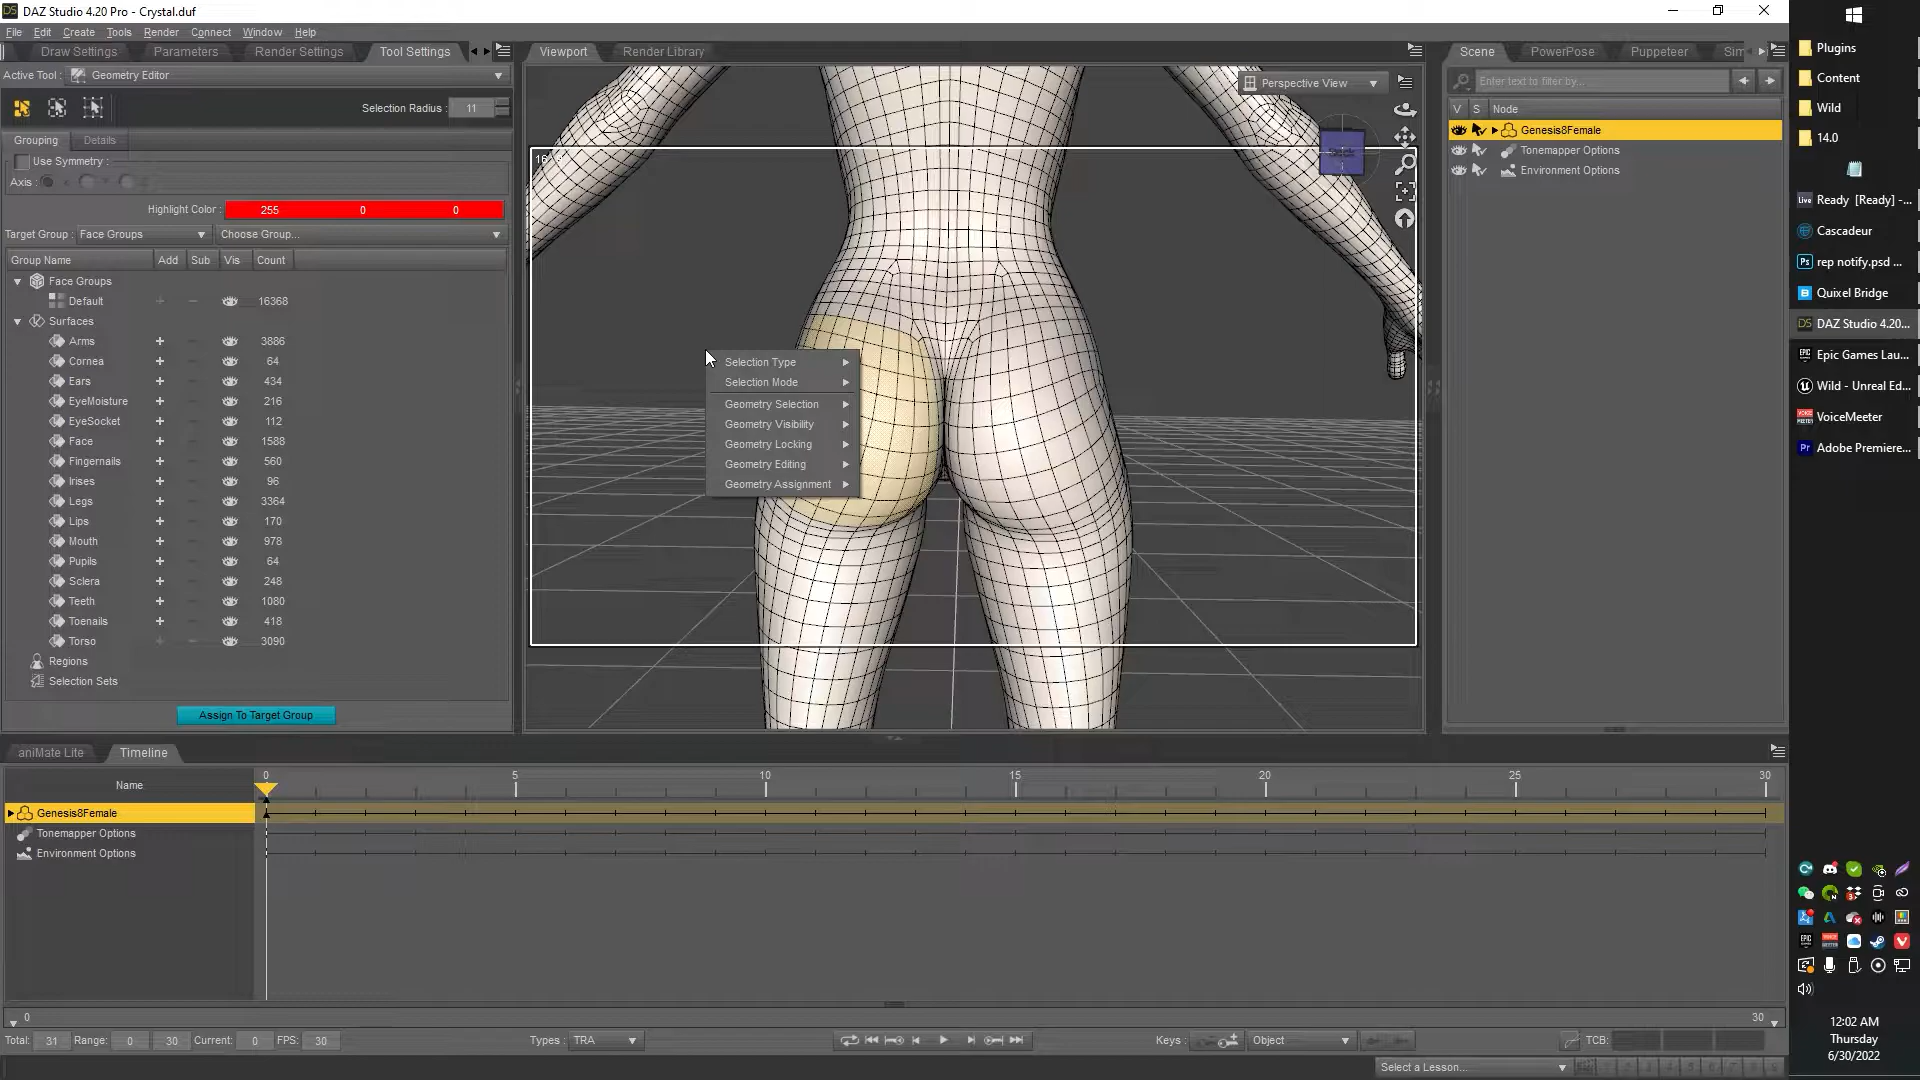 DAZ Studio 4.20 Pro - Crystal.duf
File Edit Create Tools Render Connect Window Help
Draw Settings Parameters Render Settings Tool Settings
Viewport Render Library
Scene PowerPose Puppeteer Sim
Active Tool : Geometry Editor
Selection Radius : 11
Grouping Details
Use Symmetry :
Axis :
Highlight Color : 255 0 0
Target Group : Face Groups Choose Group...
Group Name Add Sub Vis Count
Face Groups
Default 16368
Surfaces
Arms 3886
Cornea 64
Ears 434
EyeMoisture 216
EyeSocket 112
Face 1588
Fingernails 560
Irises 96
Legs 3364
Lips 170
Mouth 978
Pupils 64
Sclera 248
Teeth 1080
Toenails 418
Torso 3090
Regions
Selection Sets
Assign To Target Group
Perspective View
Selection Type
Selection Mode
Geometry Selection
Geometry Visibility
Geometry Locking
Geometry Editing
Geometry Assignment
Enter text to filter by...
V S Node
Genesis8Female
Tonemapper Options
Environment Options
aniMate Lite Timeline
Name
0 5 10 15 20 25 30
Genesis8Female
Tonemapper Options
Environment Options
0 30
Total: 31 Range: 0 30 Current: 0 FPS: 30
Types : TRA
Keys : Object
TCB:
Select a Lesson...
Plugins
Content
Wild
14.0
Live Ready [Ready] -...
Cascadeur
Ps rep notify.psd ...
Quixel Bridge
DS DAZ Studio 4.20...
Epic Games Lau...
Wild - Unreal Ed...
VoiceMeeter
Pr Adobe Premiere...
12:02 AM
Thursday
6/30/2022